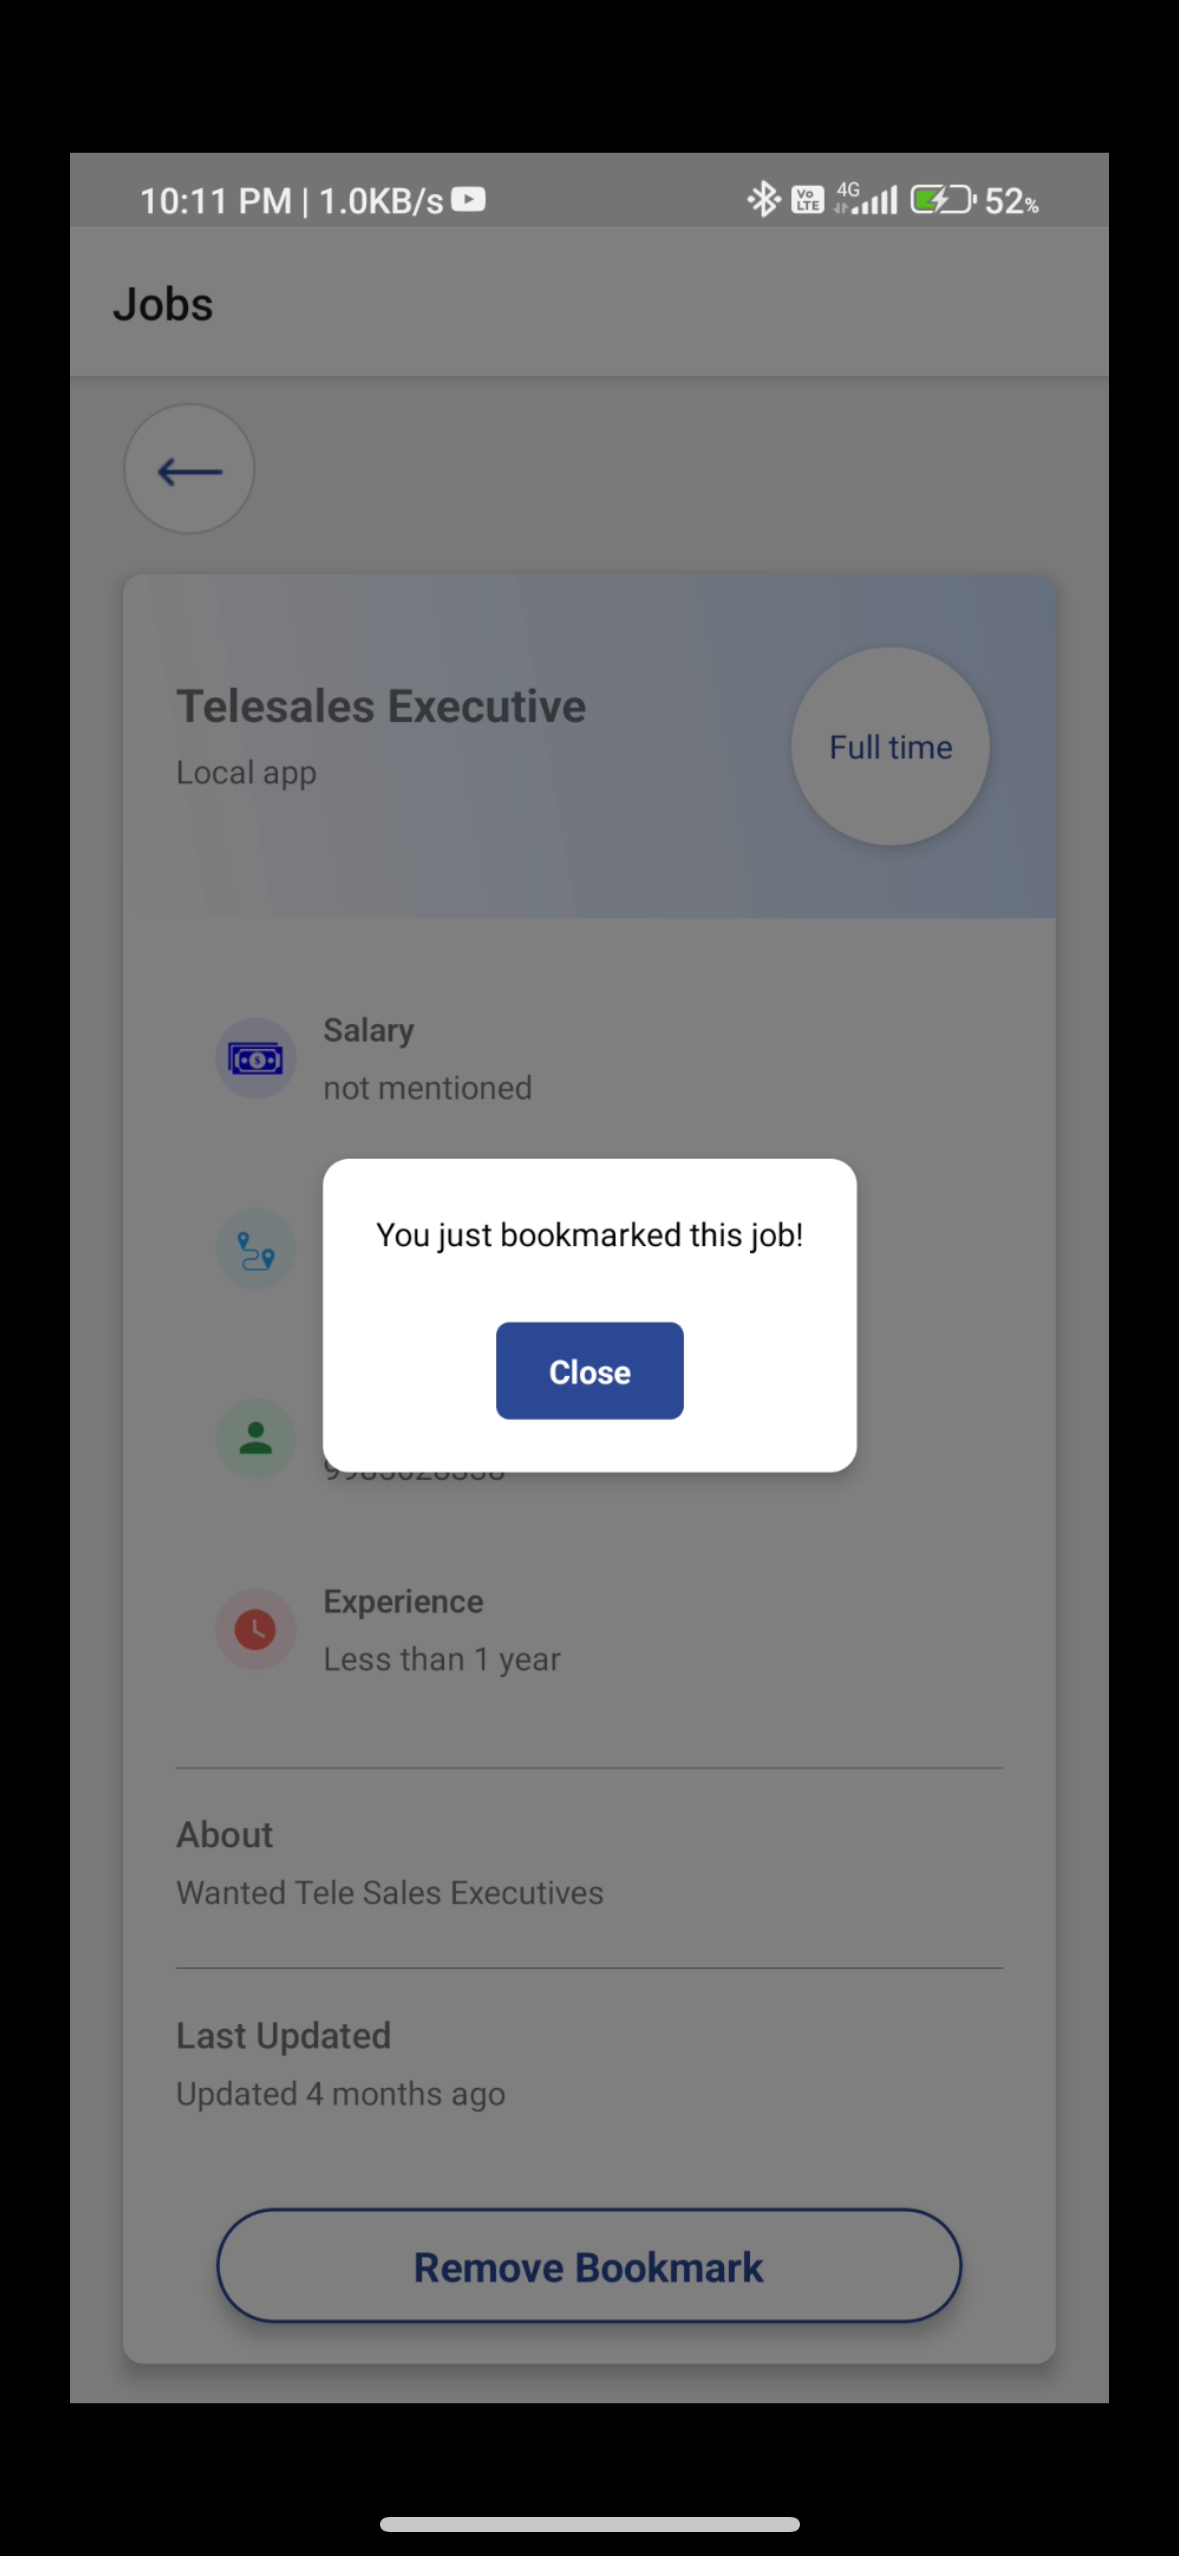 10:11 PM | 1.0KB/s
Vo LTE 4G 52%
Jobs
Telesales Executive
Local app
Full time
Salary
not mentioned
You just bookmarked this job!
Close
Experience
Less than 1 year
About
Wanted Tele Sales Executives
Last Updated
Updated 4 months ago
Remove Bookmark